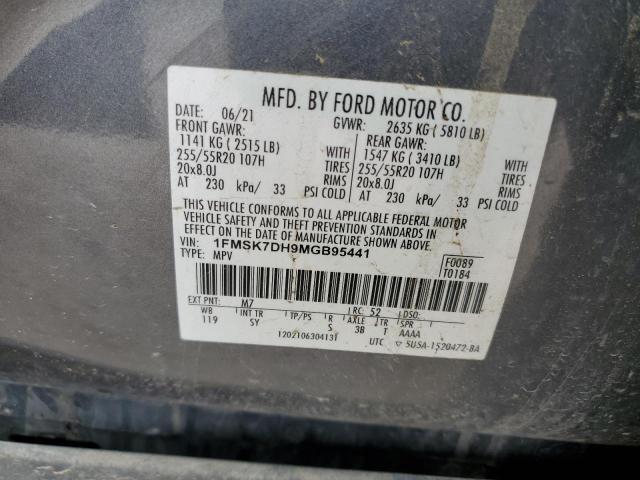 MFD. BY FORD MOTOR CO.
DATE: 06/21 GVWR: 2635 KG ( 5810 LB)
FRONT GAWR: REAR GAWR:
1141 KG ( 2515 LB) WITH 1547 KG ( 3410 LB) WITH
255/55R20 107H TIRES 255/55R20 107H TIRES
20x8.0J RIMS 20x8.0J RIMS
AT 230 kPa/ 33 PSI COLD AT 230 kPa/ 33 PSI COLD
THIS VEHICLE CONFORMS TO ALL APPLICABLE FEDERAL MOTOR
VEHICLE SAFETY AND THEFT PREVENTION STANDARDS IN
EFFECT ON THE DATE OF MANUFACTURE SHOWN ABOVE.
VIN: 1FMSK7DH9MGB95441 F0089
TYPE: MPV T0184
EXT PNT: M7 RC: 52 DSO:
WB INT TR TP/PS R AXLE TR SPR
119 SY S 3B T AAAA
120210630413T UTC ▽ 5USA-1520472-BA